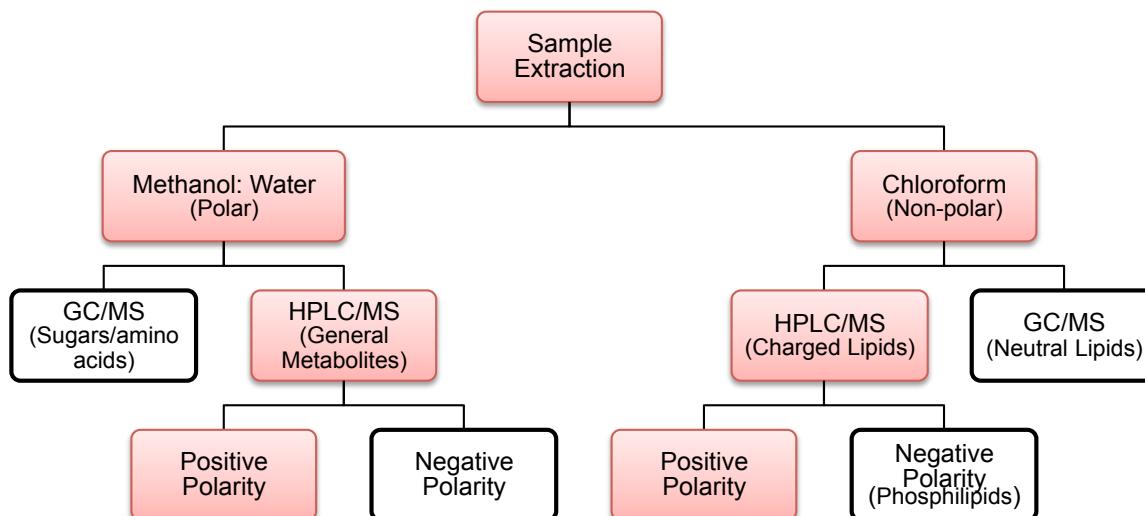 Sample
Extraction
Methanol: Water
(Polar)
Chloroform
(Non-polar)
GC/MS
(Sugars/amino
acids)
HPLC/MS
(General
Metabolites)
HPLC/MS
(Charged Lipids)
GC/MS
(Neutral Lipids)
Positive
Polarity
Negative
Polarity
Positive
Polarity
Negative
Polarity
(Phosphilipids)